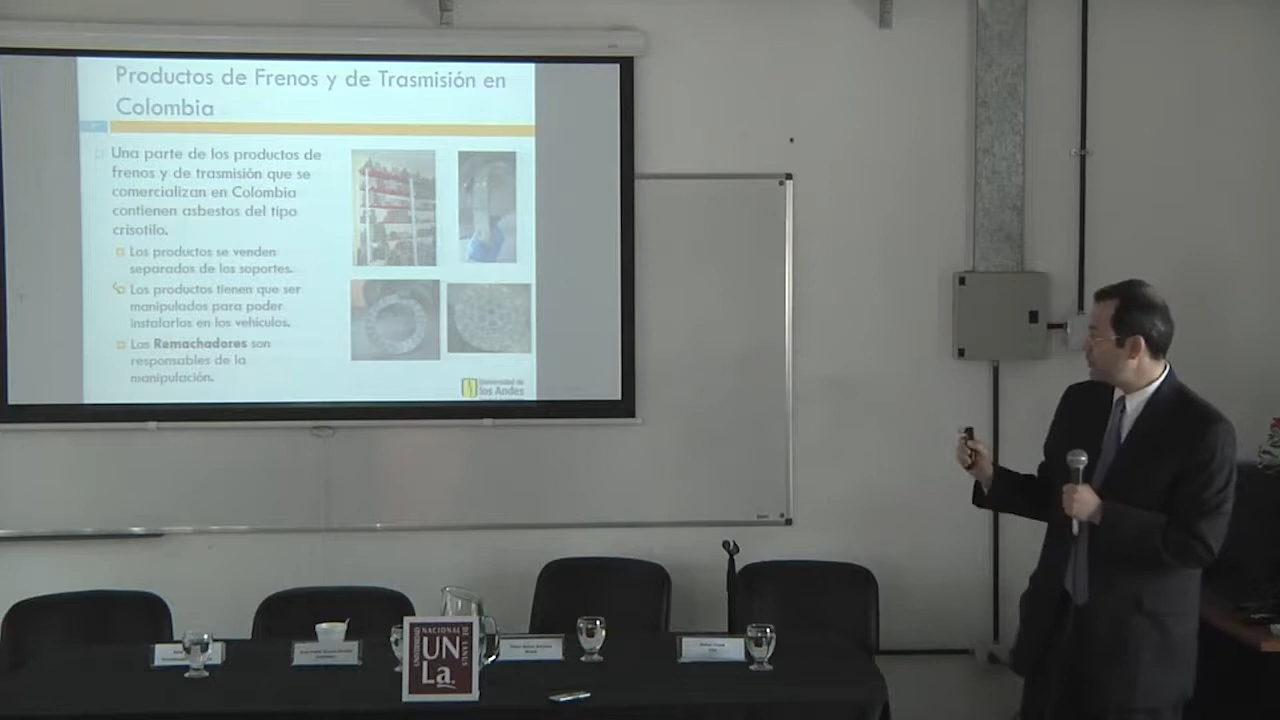 Productos de Frenos y de Trasmisión en
Colombia
Una parte de los productos de
frenos y de trasmisión que se
comercializan en Colombia
contienen asbestos del tipo
crisotilo.
Los productos se venden
separados de los soportes.
Los productos tienen que ser
manipulados para poder
instalarlos en los vehículos.
Los Remachadores son
responsables de la
manipulación.
Universidad de
los Andes
UNIVERSIDAD
NACIONAL
DE LANUS
UN
La.